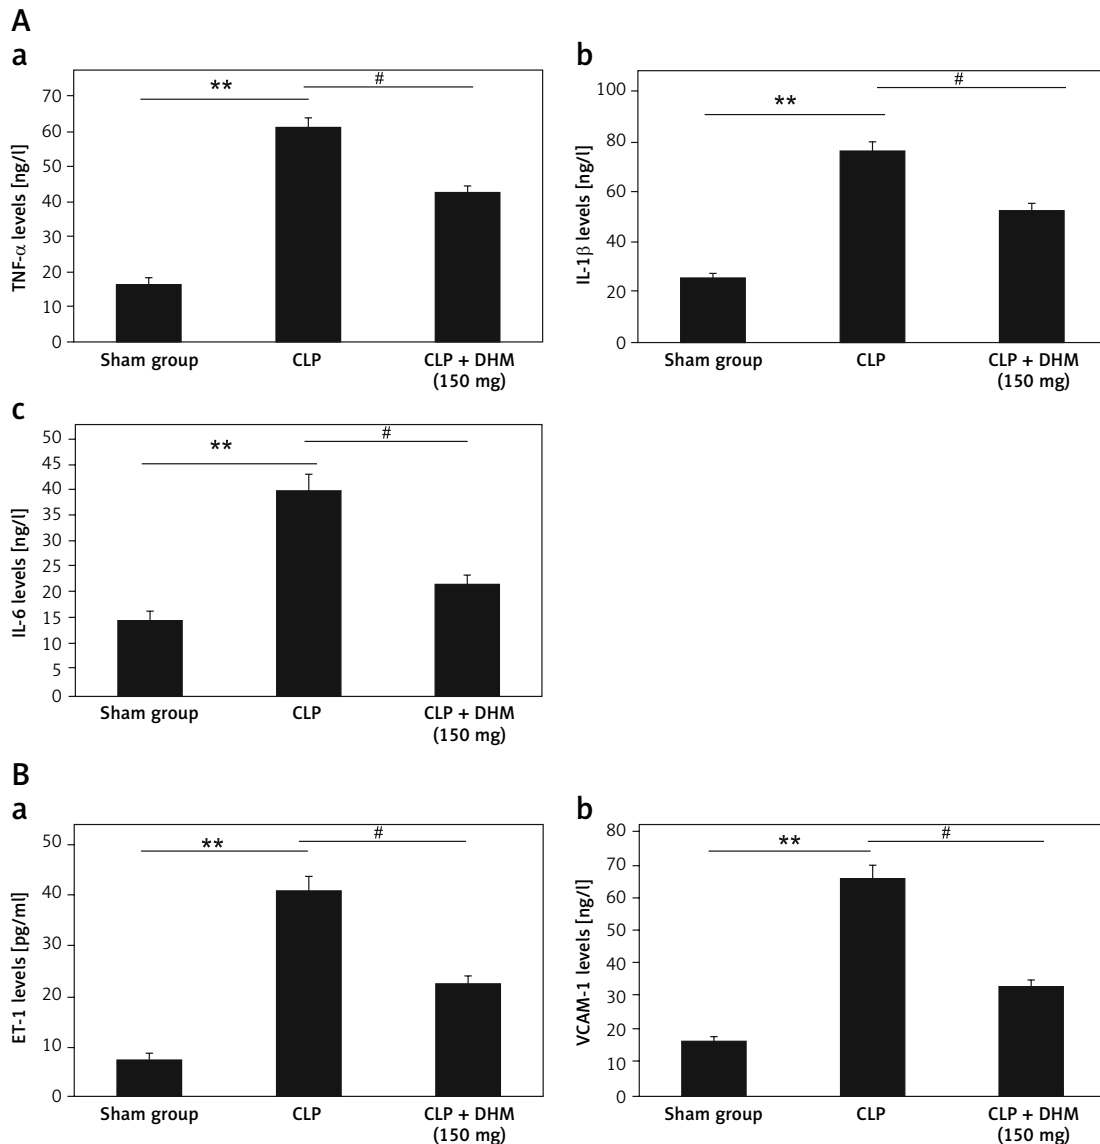 A
a
TNF-α levels [ng/l]
70
60
50
40
30
20
10
0
**
#
Sham group
CLP
CLP + DHM
(150 mg)
b
IL-1β levels [ng/l]
100
80
60
40
20
0
**
#
Sham group
CLP
CLP + DHM
(150 mg)
c
IL-6 levels [ng/l]
50
45
40
35
30
25
20
15
10
5
0
**
#
Sham group
CLP
CLP + DHM
(150 mg)
B
a
ET-1 levels [pg/ml]
50
40
30
20
10
0
**
#
Sham group
CLP
CLP + DHM
(150 mg)
b
VCAM-1 levels [ng/l]
80
70
60
50
40
30
20
10
0
**
#
Sham group
CLP
CLP + DHM
(150 mg)